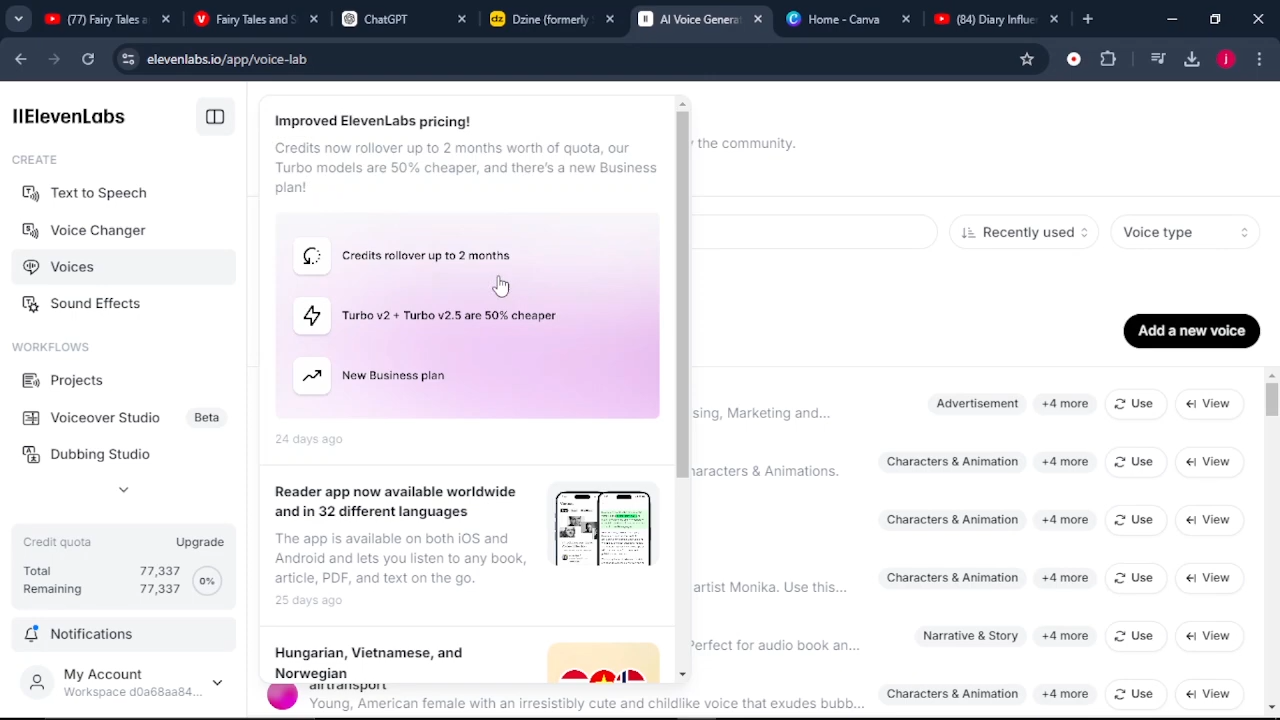 (77) Fairy Tales a
Fairy Tales and S
ChatGPT
Dzine (formerly
AI Voice Genera
Home - Canva
(84) Diary Influe
elevenlabs.io/app/voice-lab
j
IIElevenLabs
CREATE
Text to Speech
Voice Changer
Voices
Sound Effects
WORKFLOWS
Projects
Voiceover Studio Beta
Dubbing Studio
Credit quota Upgrade
Total 77,337
Remaining 77,337
0%
Notifications
My Account
Workspace d0a68aa84...
Improved ElevenLabs pricing!
Credits now rollover up to 2 months worth of quota, our
Turbo models are 50% cheaper, and there's a new Business
plan!
Credits rollover up to 2 months
Turbo v2 + Turbo v2.5 are 50% cheaper
New Business plan
24 days ago
Reader app now available worldwide
and in 32 different languages
The app is available on both iOS and
Android and lets you listen to any book,
article, PDF, and text on the go.
25 days ago
Hungarian, Vietnamese, and
Norwegian
the community.
Recently used
Voice type
Add a new voice
sing, Marketing and...
Advertisement +4 more Use View
haracters & Animations.
Characters & Animation +4 more Use View
Characters & Animation +4 more Use View
artist Monika. Use this...
Characters & Animation +4 more Use View
Perfect for audio book an...
Narrative & Story +4 more Use View
airtransport
Young, American female with an irresistibly cute and childlike voice that exudes bubb...
Characters & Animation +4 more Use View